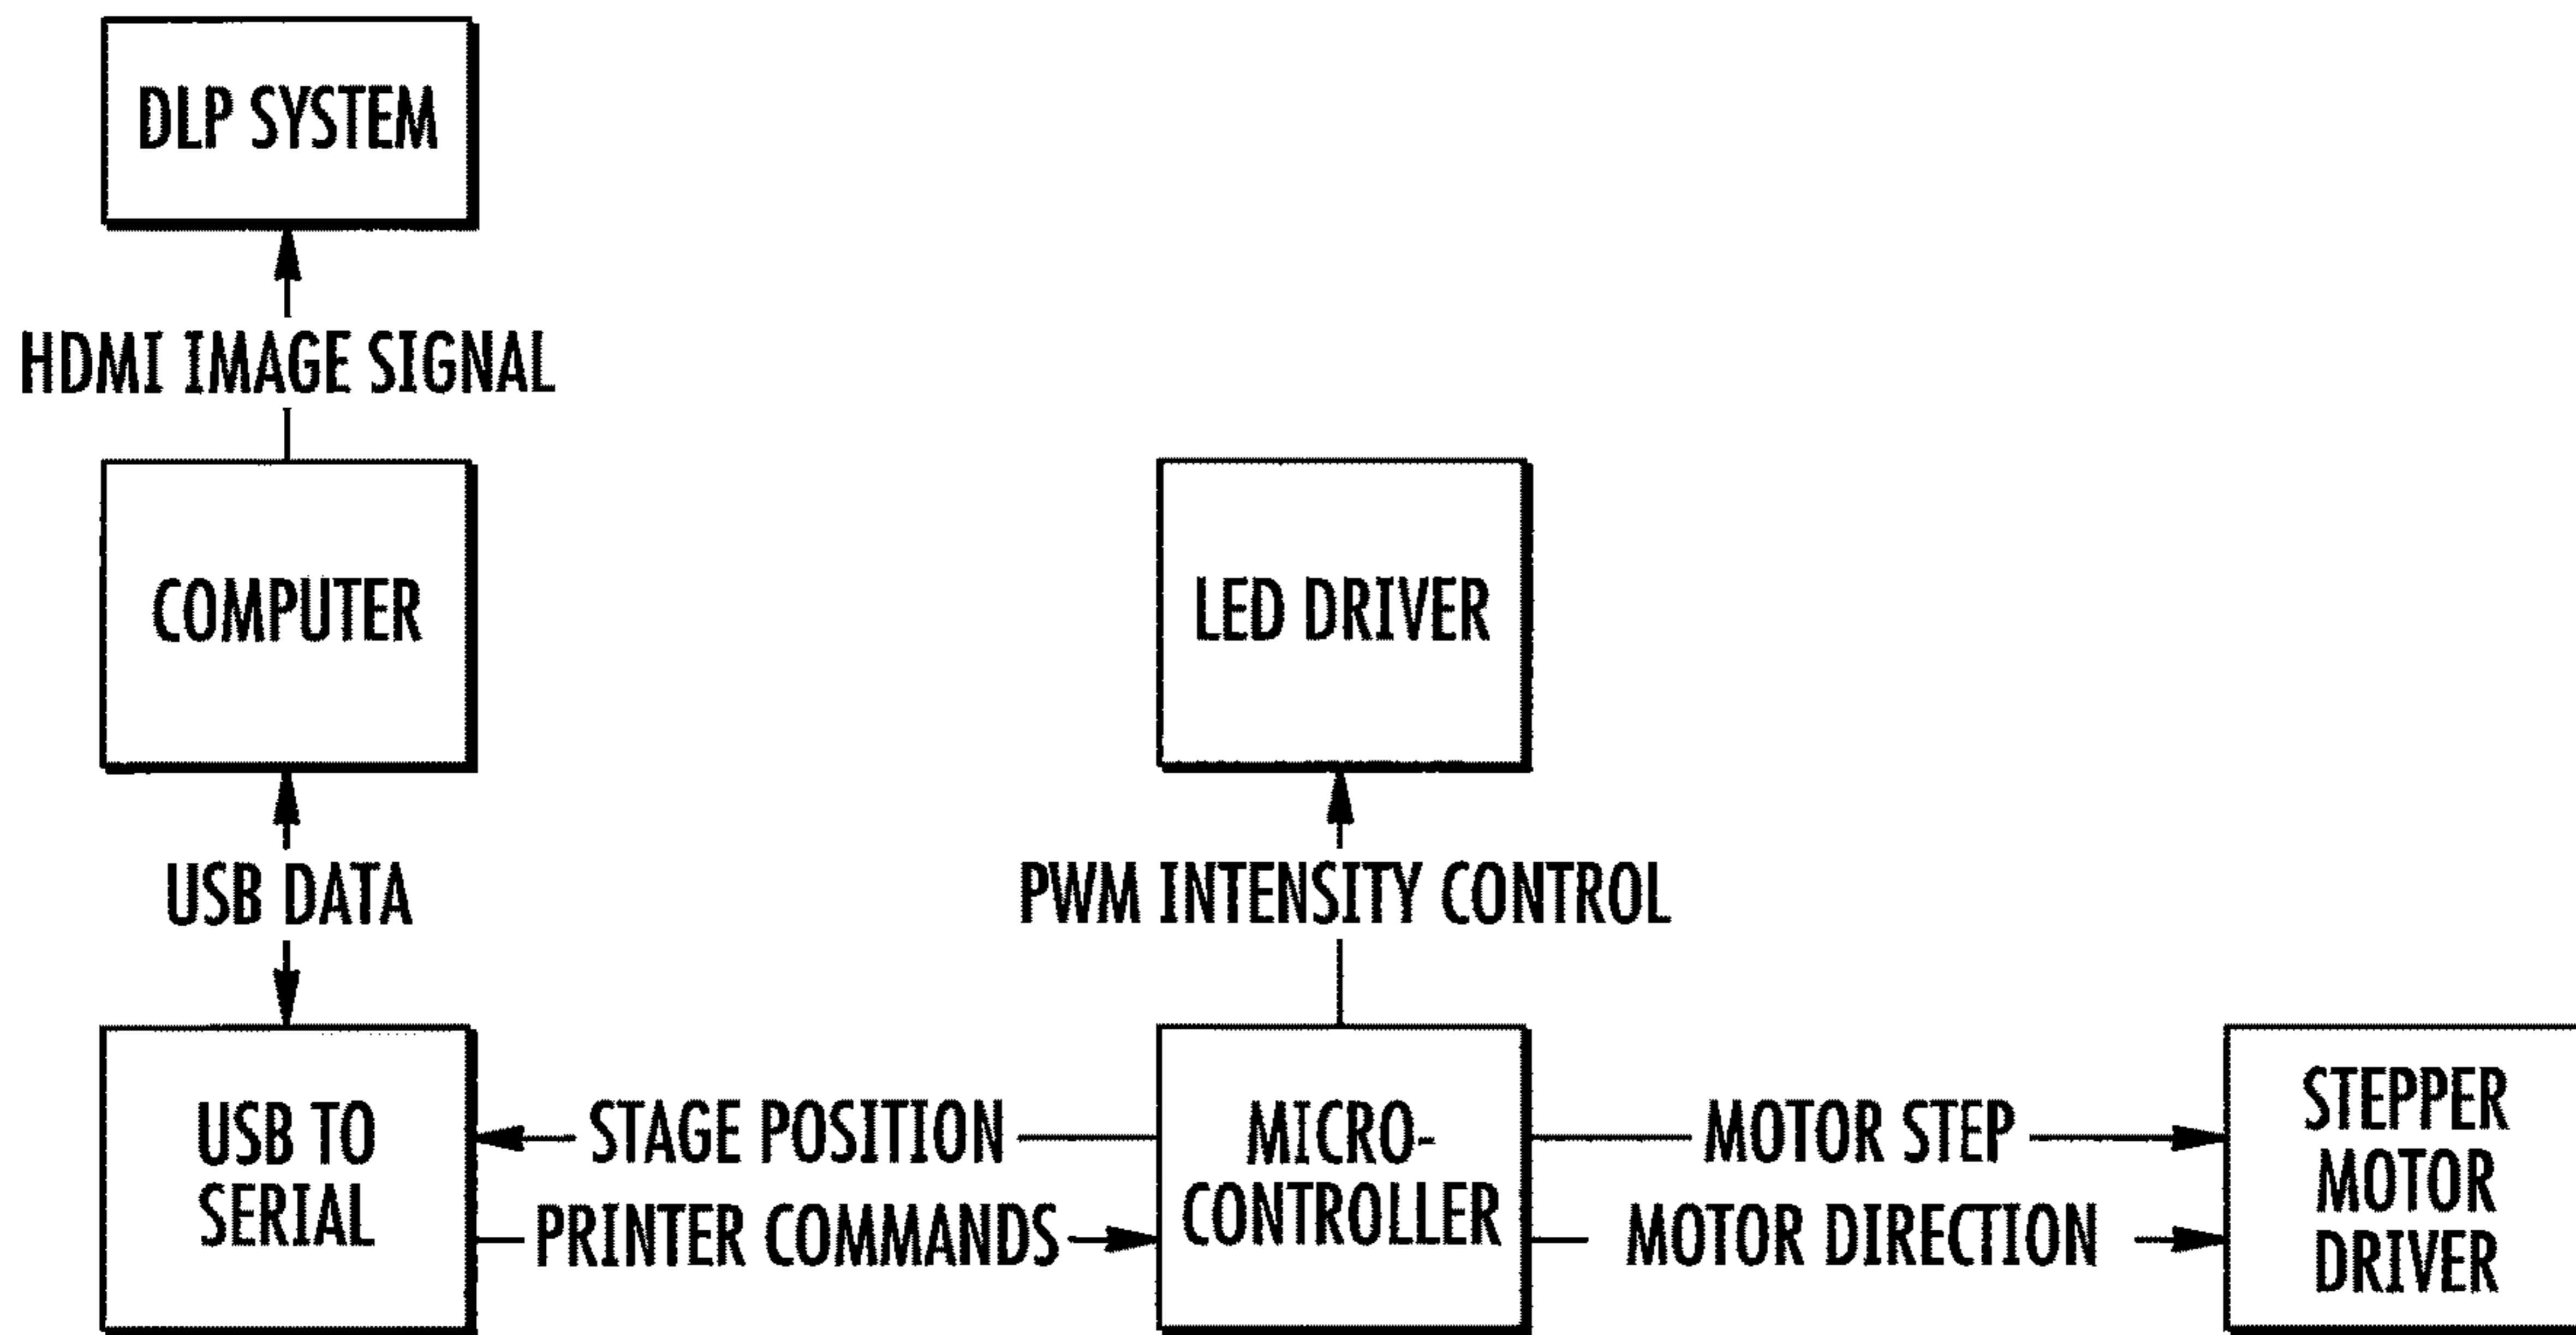 DLP SYSTEM
HDMI IMAGE SIGNAL
COMPUTER
LED DRIVER
USB DATA
PWM INTENSITY CONTROL
USB TO
SERIAL
STAGE POSITION
PRINTER COMMANDS
MICRO-
CONTROLLER
MOTOR STEP
MOTOR DIRECTION
STEPPER
MOTOR
DRIVER